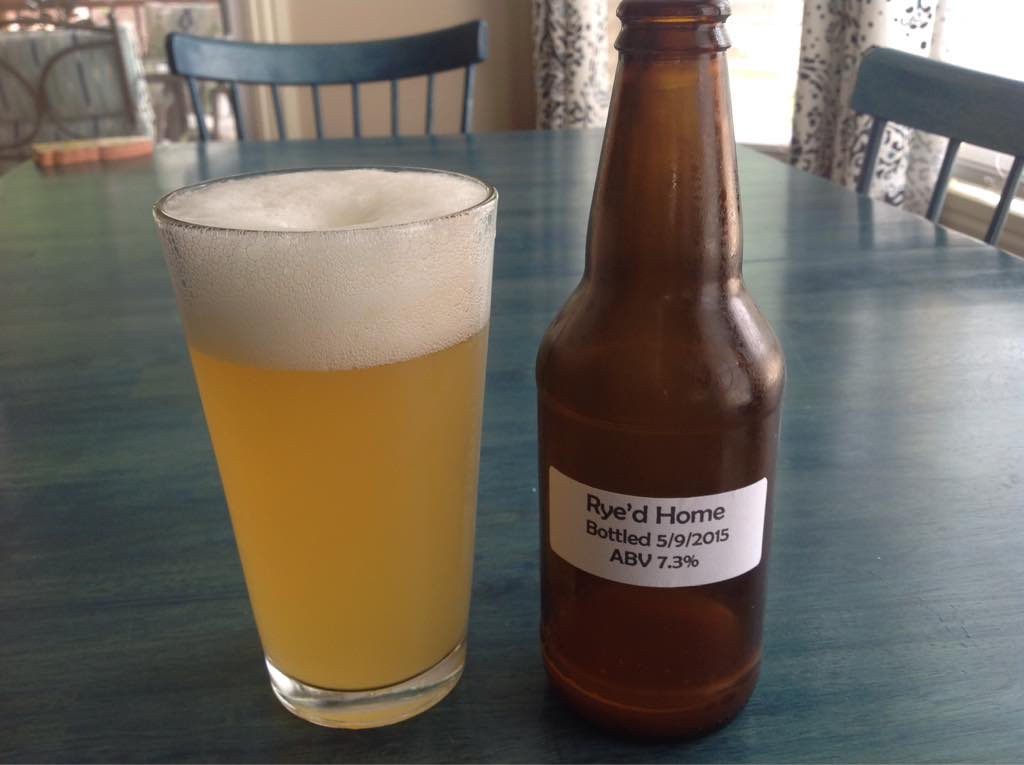 Rye'd Home
Bottled 5/9/2015
ABV 7.3%